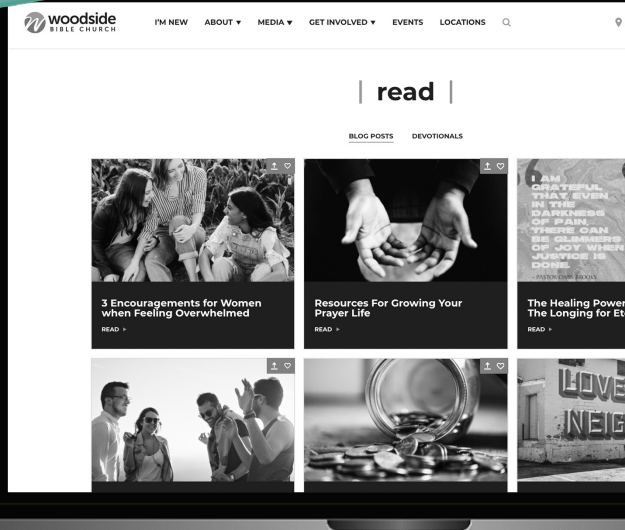 woodside
BIBLE CHURCH
I'M NEW
ABOUT
MEDIA
GET INVOLVED
EVENTS
LOCATIONS
read
BLOG POSTS
DEVOTIONALS
I AM
GRATEFUL
THAT, EVEN
IN THE
DARKNESS
OF PAIN,
THERE CAN
BE GLIMMERS
OF JOY WHEN
JUSTICE IS
DONE.
- PASTOR CHRIS BROOKS
3 Encouragements for Women
when Feeling Overwhelmed
READ
Resources For Growing Your
Prayer Life
READ
The Healing Power
The Longing for Et
READ
LOVE
NEIG